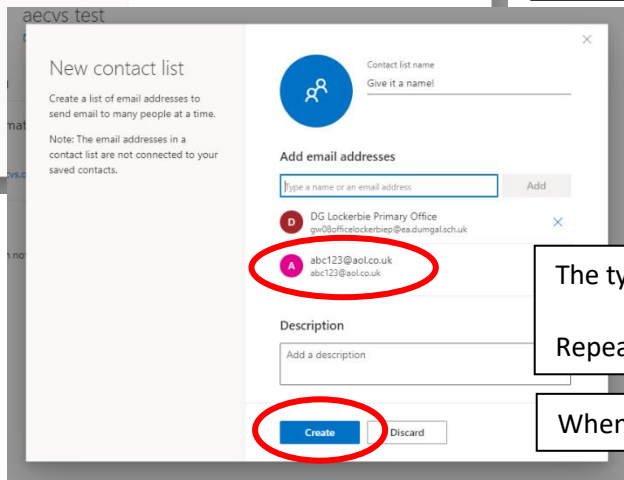 aecvs test
New contact list
Create a list of email addresses to
send email to many people at a time.
Note: The email addresses in a
contact list are not connected to your
saved contacts.
Contact list name
Give it a name!
Add email addresses
Type a name or an email address
Add
D
DG Lockerbie Primary Office
gw08officelockerbiep@ea.dumgal.sch.uk
A
abc123@aol.co.uk
abc123@aol.co.uk
Description
Add a description
Create
Discard
The ty
Repea
When